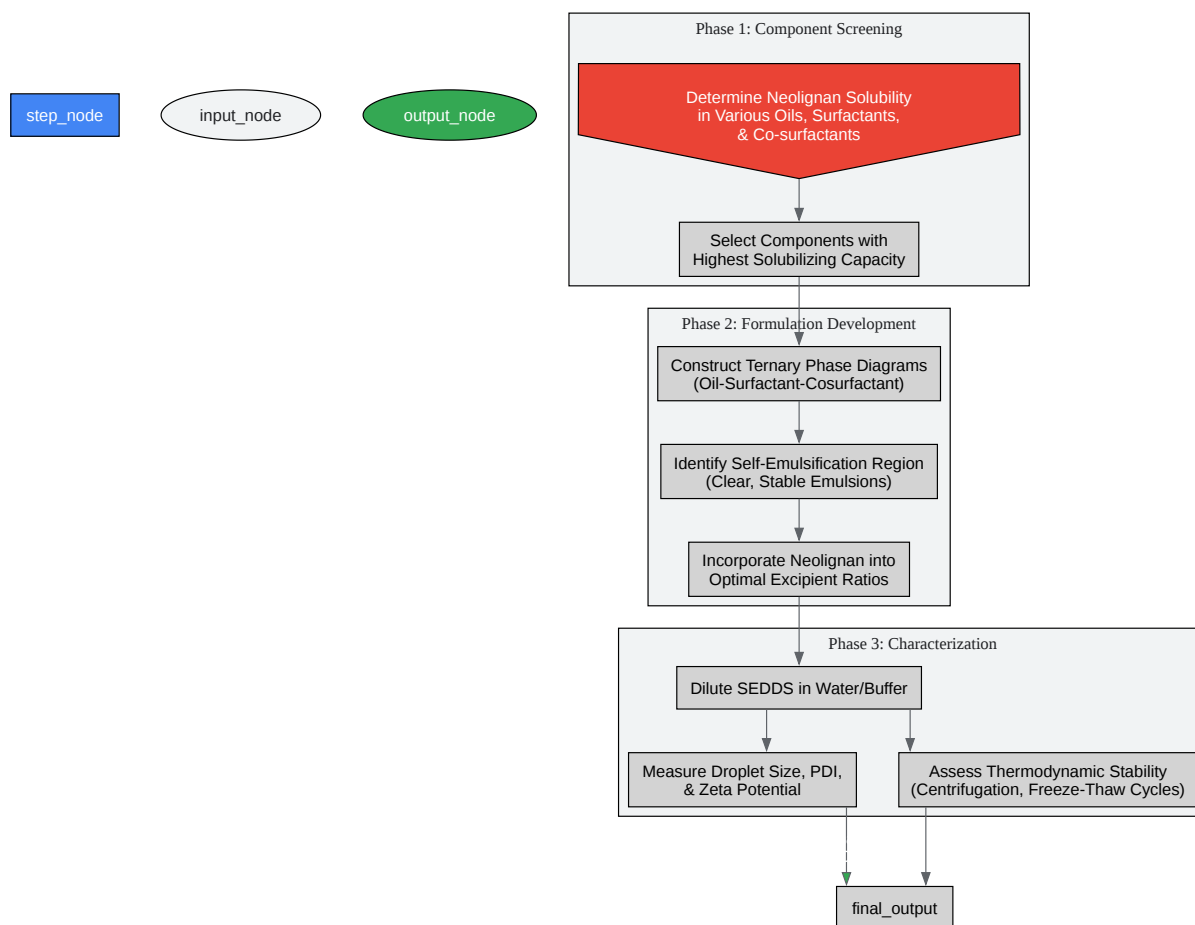 step_node
input_node
output_node
Phase 1: Component Screening
Determine Neolignan Solubility
in Various Oils, Surfactants,
& Co-surfactants
Select Components with
Highest Solubilizing Capacity
Phase 2: Formulation Development
Construct Ternary Phase Diagrams
(Oil-Surfactant-Cosurfactant)
Identify Self-Emulsification Region
(Clear, Stable Emulsions)
Incorporate Neolignan into
Optimal Excipient Ratios
Phase 3: Characterization
Dilute SEDDS in Water/Buffer
Measure Droplet Size, PDI,
& Zeta Potential
Assess Thermodynamic Stability
(Centrifugation, Freeze-Thaw Cycles)
final_output